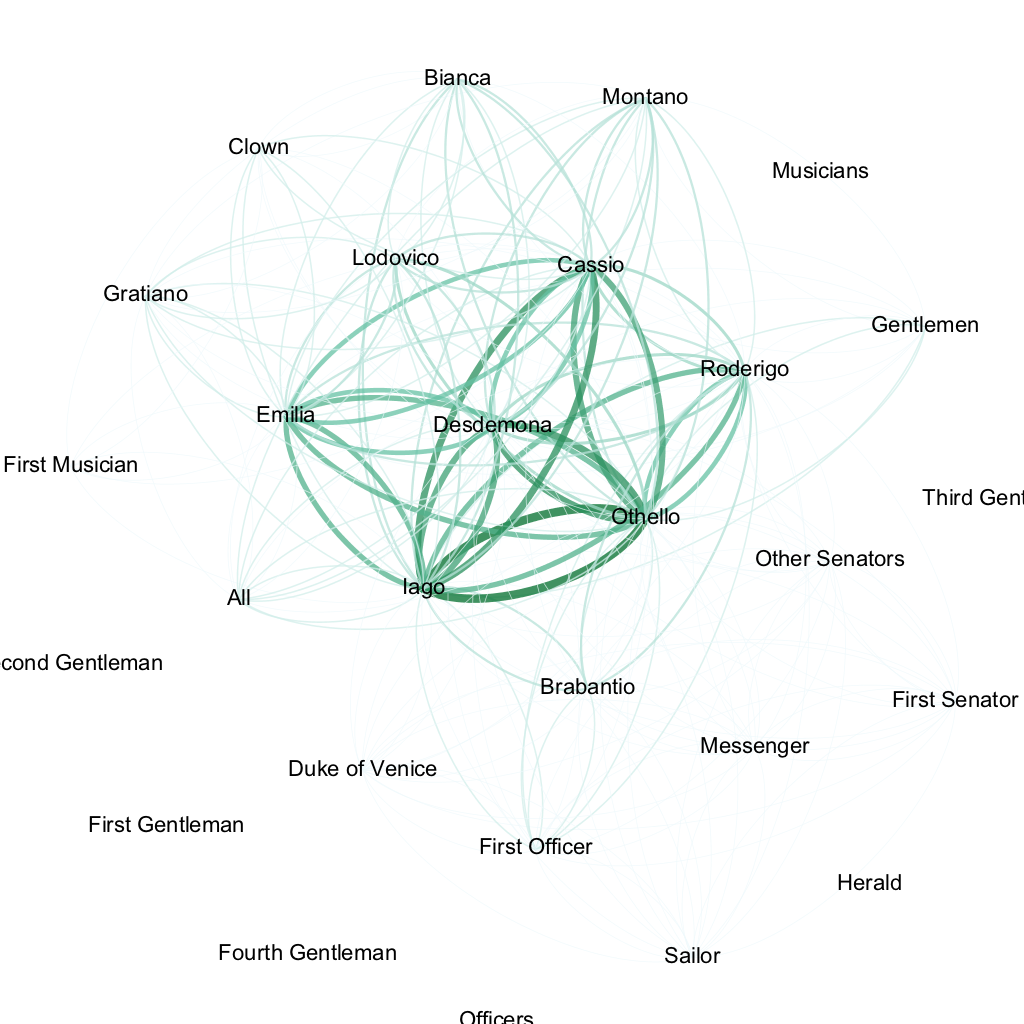 Bianca
Montano
Clown
Musicians
Lodovico
Cassio
Gratiano
Gentlemen
Roderigo
Emilia
Desdemona
First Musician
Third Gent
Othello
Other Senators
Iago
All
cond Gentleman
Brabantio
First Senator
Messenger
Duke of Venice
First Gentleman
First Officer
Herald
Fourth Gentleman
Sailor
Officers